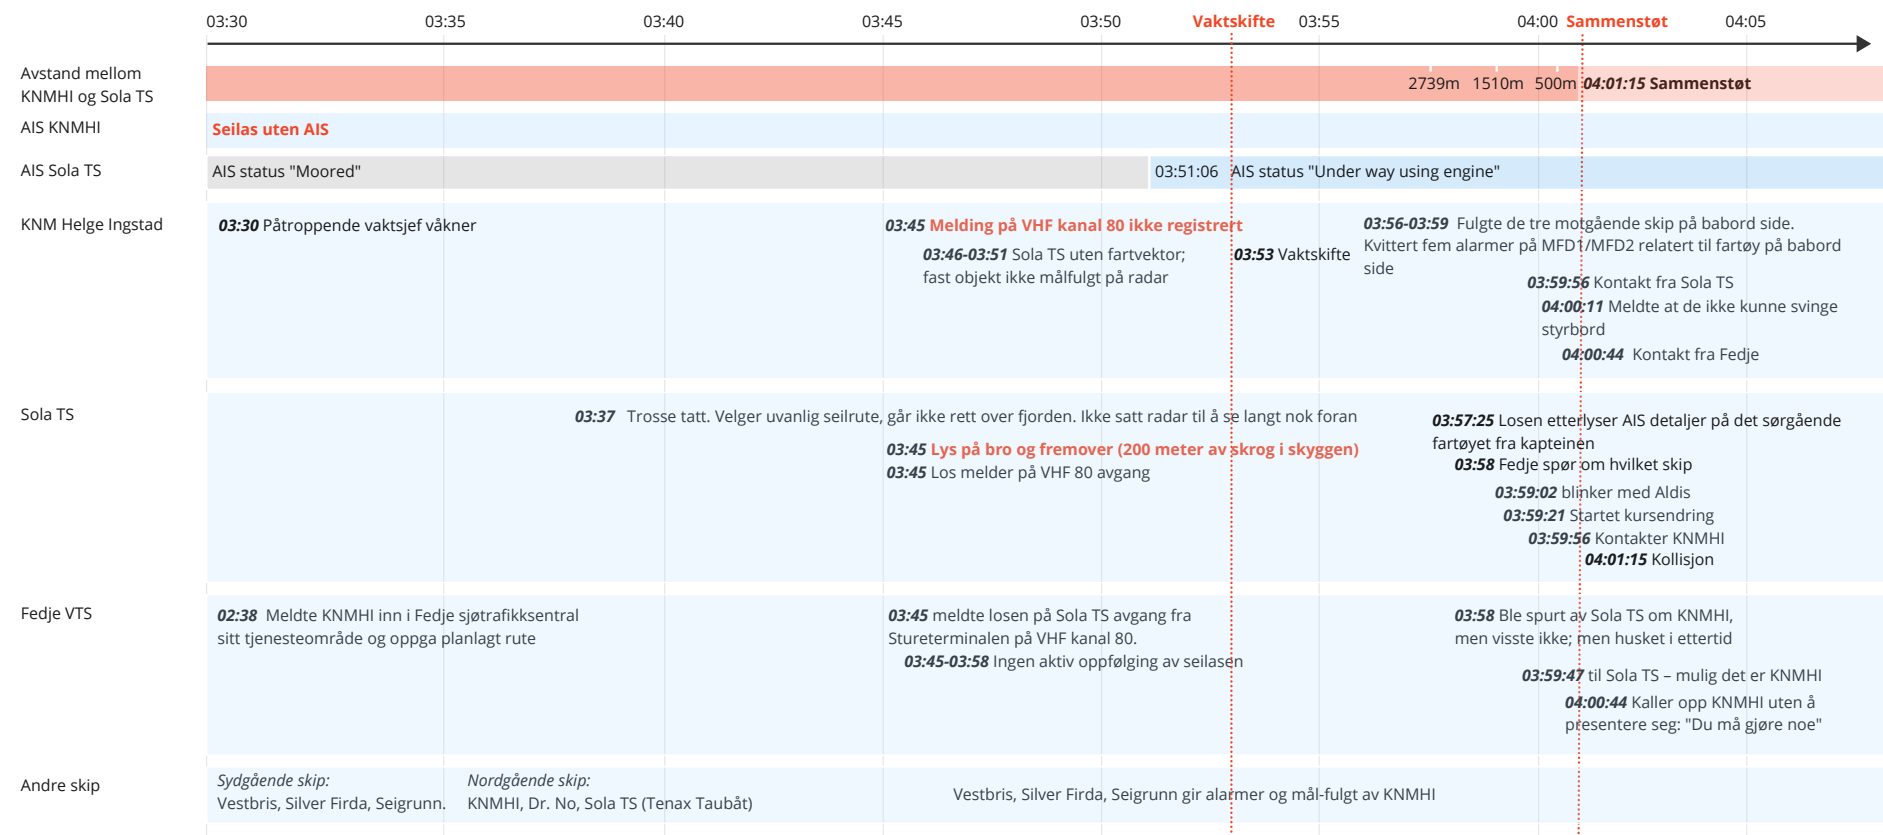 03:30 03:35 03:40 03:45 03:50 Vaktskifte 03:55 04:00 Sammenstøt 04:05
Avstand mellom
KNMHI og Sola TS
2739m 1510m 500m 04:01:15 Sammenstøt
AIS KNMHI
Seilas uten AIS
AIS Sola TS
AIS status "Moored"
03:51:06 AIS status "Under way using engine"
KNM Helge Ingstad
03:30 Påtroppende vaktsjef våkner
03:45 Melding på VHF kanal 80 ikke registrert
03:46-03:51 Sola TS uten fartvektor;
fast objekt ikke målfulgt på radar
03:53 Vaktskifte
03:56-03:59 Fulgte de tre motgående skip på babord side.
Kvittert fem alarmer på MFD1/MFD2 relatert til fartøy på babord
side
03:59:56 Kontakt fra Sola TS
04:00:11 Meldte at de ikke kunne svinge
styrbord
04:00:44 Kontakt fra Fedje
Sola TS
03:37 Trosse tatt. Velger uvanlig seilrute, går ikke rett over fjorden. Ikke satt radar til å se langt nok foran
03:45 Lys på bro og fremover (200 meter av skrog i skyggen)
03:45 Los melder på VHF 80 avgang
03:57:25 Losen etterlyser AIS detaljer på det sørgående
fartøyet fra kapteinen
03:58 Fedje spør om hvilket skip
03:59:02 blinker med Aldis
03:59:21 Startet kursendring
03:59:56 Kontakter KNMHI
04:01:15 Kollisjon
Fedje VTS
02:38 Meldte KNMHI inn i Fedje sjøtrafikksentral
sitt tjenesteområde og oppga planlagt rute
03:45 meldte losen på Sola TS avgang fra
Stureterminalen på VHF kanal 80.
03:45-03:58 Ingen aktiv oppfølging av seilasen
03:58 Ble spurt av Sola TS om KNMHI,
men visste ikke; men husket i ettertid
03:59:47 til Sola TS – mulig det er KNMHI
04:00:44 Kaller opp KNMHI uten å
presentere seg: "Du må gjøre noe"
Andre skip
Sydgående skip:
Vestbris, Silver Firda, Seigrunn.
Nordgående skip:
KNMHI, Dr. No, Sola TS (Tenax Taubåt)
Vestbris, Silver Firda, Seigrunn gir alarmer og mål-fulgt av KNMHI